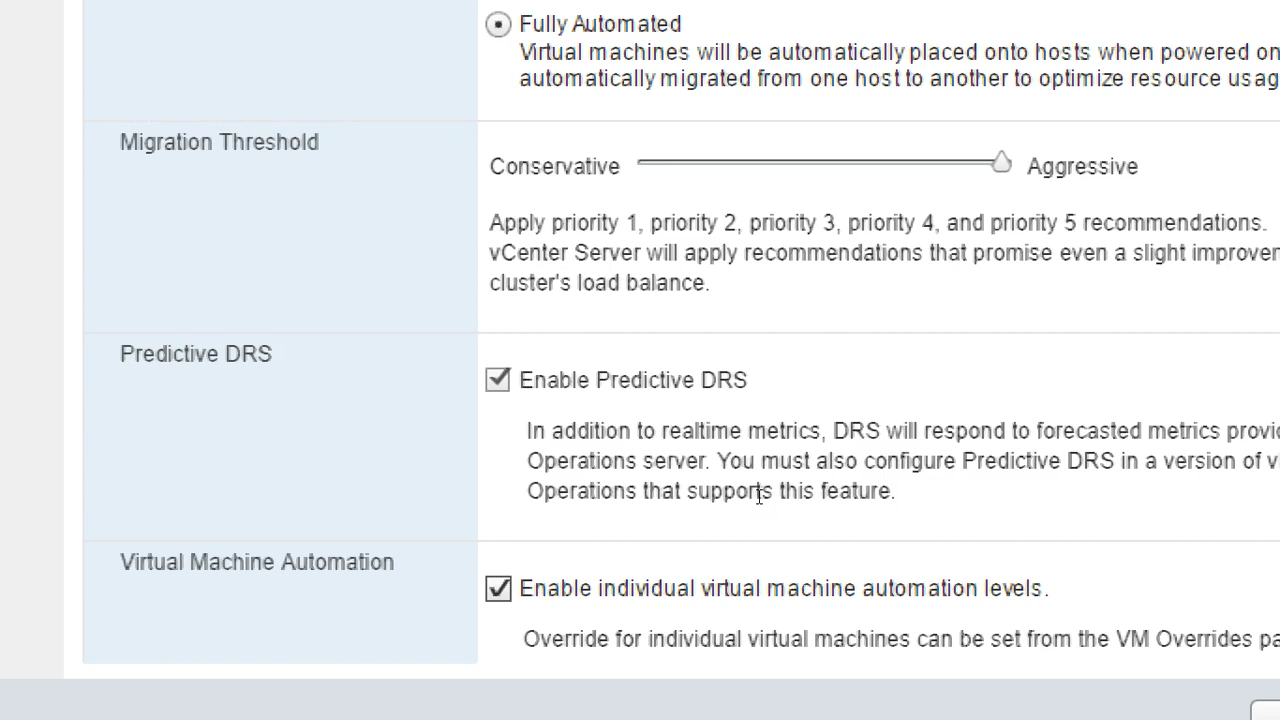 Fully Automated
Virtual machines will be automatically placed onto hosts when powered on
automatically migrated from one host to another to optimize resource usag
Migration Threshold
Conservative Aggressive
Apply priority 1, priority 2, priority 3, priority 4, and priority 5 recommendations.
vCenter Server will apply recommendations that promise even a slight improver
cluster's load balance.
Predictive DRS
Enable Predictive DRS
In addition to realtime metrics, DRS will respond to forecasted metrics provi
Operations server. You must also configure Predictive DRS in a version of v
Operations that supports this feature.
Virtual Machine Automation
Enable individual virtual machine automation levels.
Override for individual virtual machines can be set from the VM Overrides pa